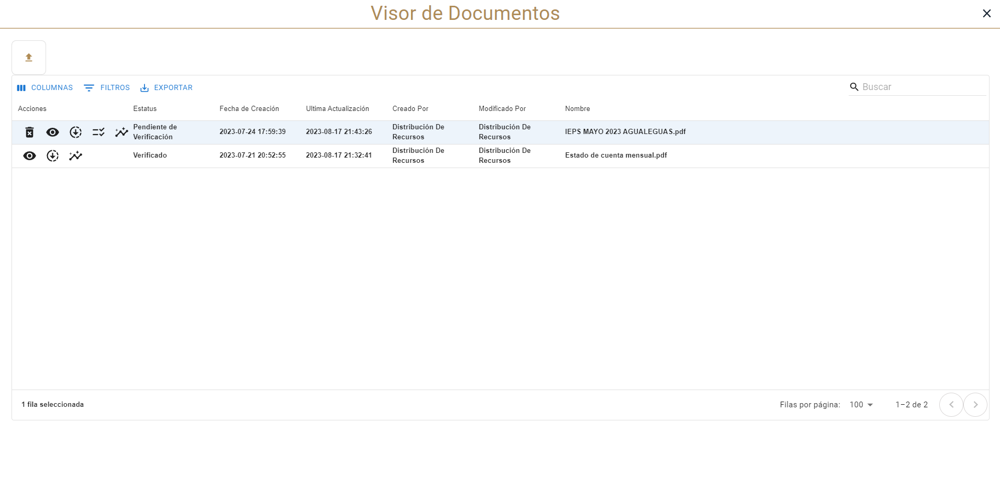 Visor de Documentos
COLUMNAS FILTROS EXPORTAR Buscar
Acciones Estatus Fecha de Creación Ultima Actualización Creado Por Modificado Por Nombre
Pendiente de Verificación 2023-07-24 17:59:39 2023-08-17 21:43:26 Distribución De Recursos Distribución De Recursos IEPS MAYO 2023 AGUALEGUAS.pdf
Verificado 2023-07-21 20:52:55 2023-08-17 21:32:41 Distribución De Recursos Distribución De Recursos Estado de cuenta mensual.pdf
1 fila seleccionada Filas por página: 100 1–2 de 2